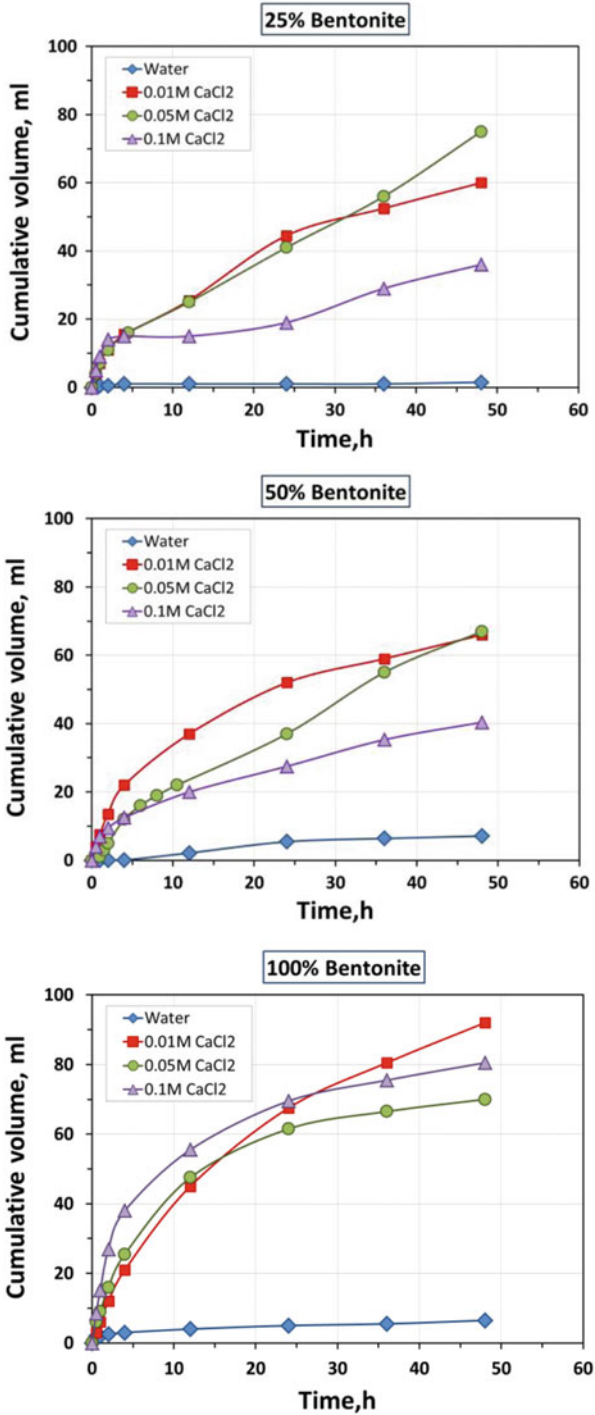 25% Bentonite
Cumulative volume, ml
100
80
60
40
20
0
Water
0.01M CaCl2
0.05M CaCl2
0.1M CaCl2
0 10 20 30 40 50 60
Time,h
50% Bentonite
Cumulative volume, ml
100
80
60
40
20
0
Water
0.01M CaCl2
0.05M CaCl2
0.1M CaCl2
0 10 20 30 40 50 60
Time,h
100% Bentonite
Cumulative volume, ml
100
80
60
40
20
0
Water
0.01M CaCl2
0.05M CaCl2
0.1M CaCl2
0 10 20 30 40 50 60
Time,h